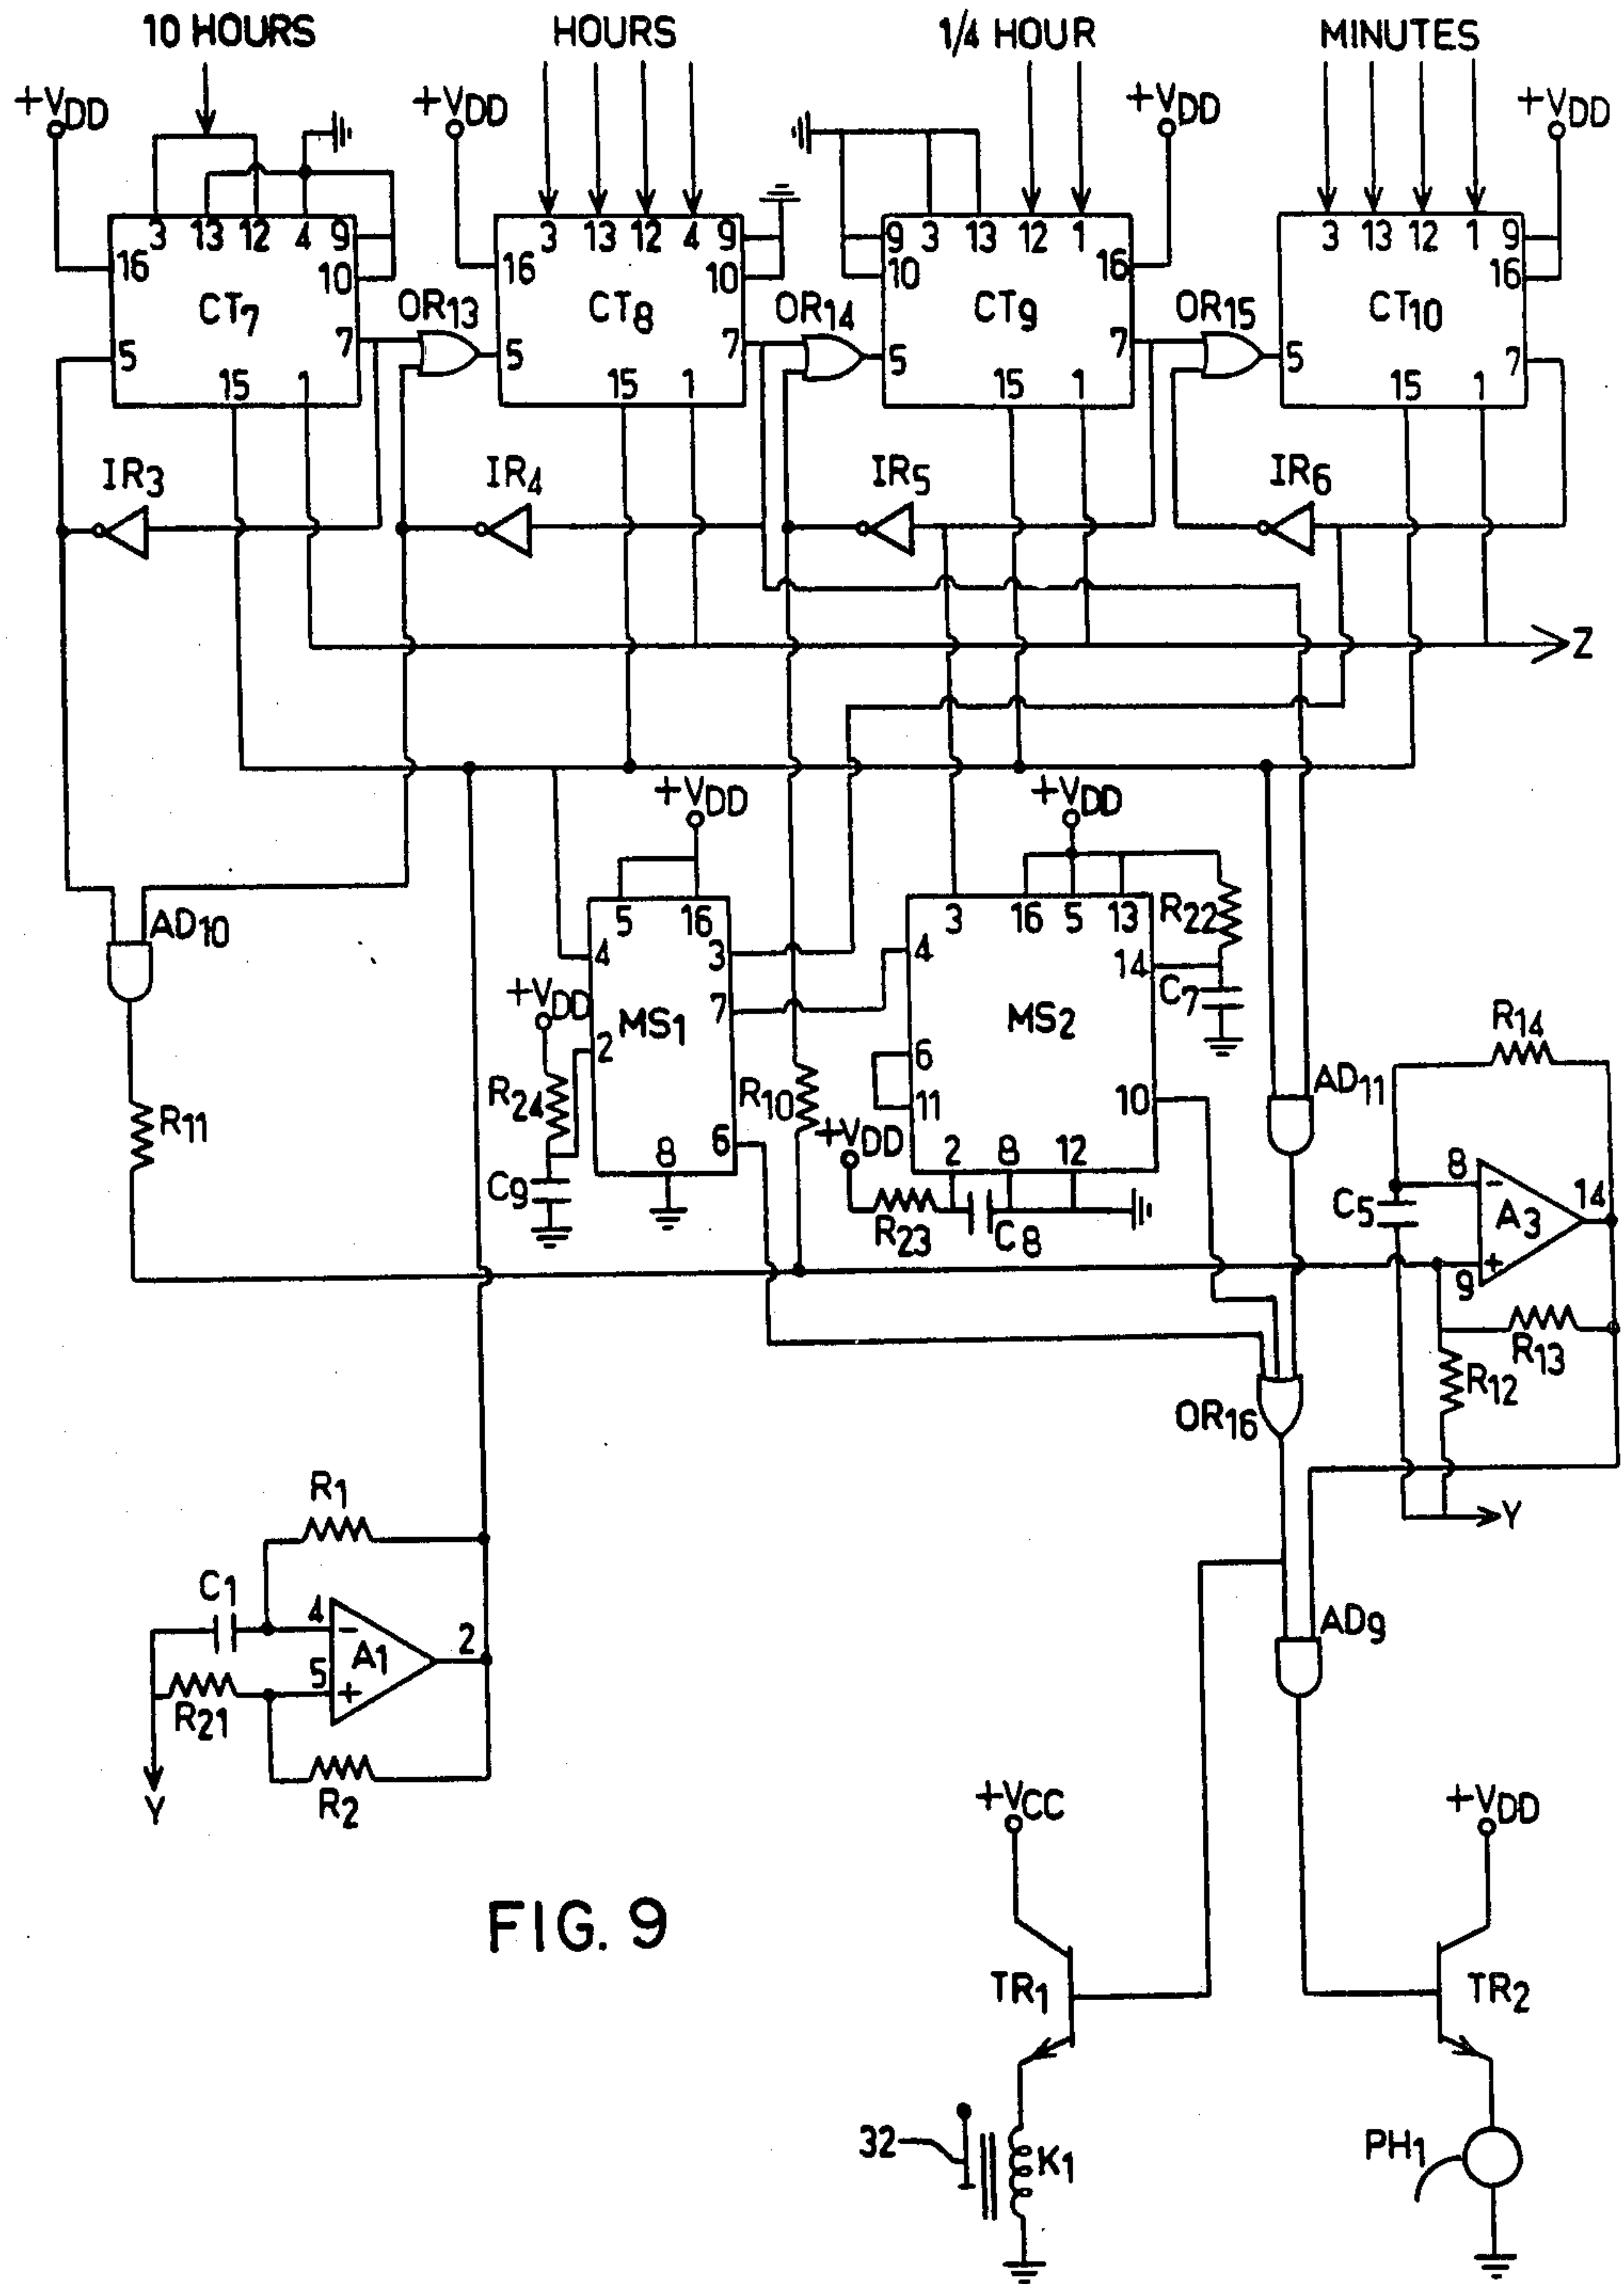 10 HOURS HOURS 1/4 HOUR MINUTES
+VDD +VDD +VDD +VDD
3 13 12 4 9 3 13 12 4 9 9 3 13 12 1 3 13 12 1 9
16 10 16 10 10 16 16
CT7 OR13 CT8 OR14 CT9 OR15 CT10
5 7 5 7 5 7 5 7
15 1 15 1 15 1 15 1
IR3 IR4 IR5 IR6
Z
+VDD +VDD
5 16 3 16 5 13 R22
AD10 4 3 4 14 C7
+VDD MS1 7 MS2
2 6
R24 R10 11 10 AD11 R14
R11 +VDD
8 6 2 8 12 8 - 14
C9 R23 C8 C5 A3
9 +
R13
R12
OR16
R1 Y
C1
4 - 2 AD9
A1
5 +
R21
R2
Y
+VCC +VDD
FIG. 9
TR1 TR2
32 K1 PH1